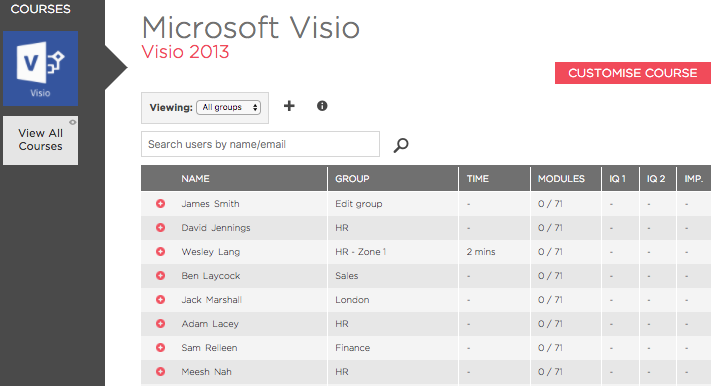 COURSES
V
Visio
View All
Courses
Microsoft Visio
Visio 2013
CUSTOMISE COURSE
Viewing: All groups
Search users by name/email
NAME GROUP TIME MODULES IQ 1 IQ 2 IMP.
James Smith Edit group - 0 / 71 - - -
David Jennings HR - 0 / 71 - - -
Wesley Lang HR - Zone 1 2 mins 0 / 71 - - -
Ben Laycock Sales - 0 / 71 - - -
Jack Marshall London - 0 / 71 - - -
Adam Lacey HR - 0 / 71 - - -
Sam Relleen Finance - 0 / 71 - - -
Meesh Nah HR - 0 / 71 - - -